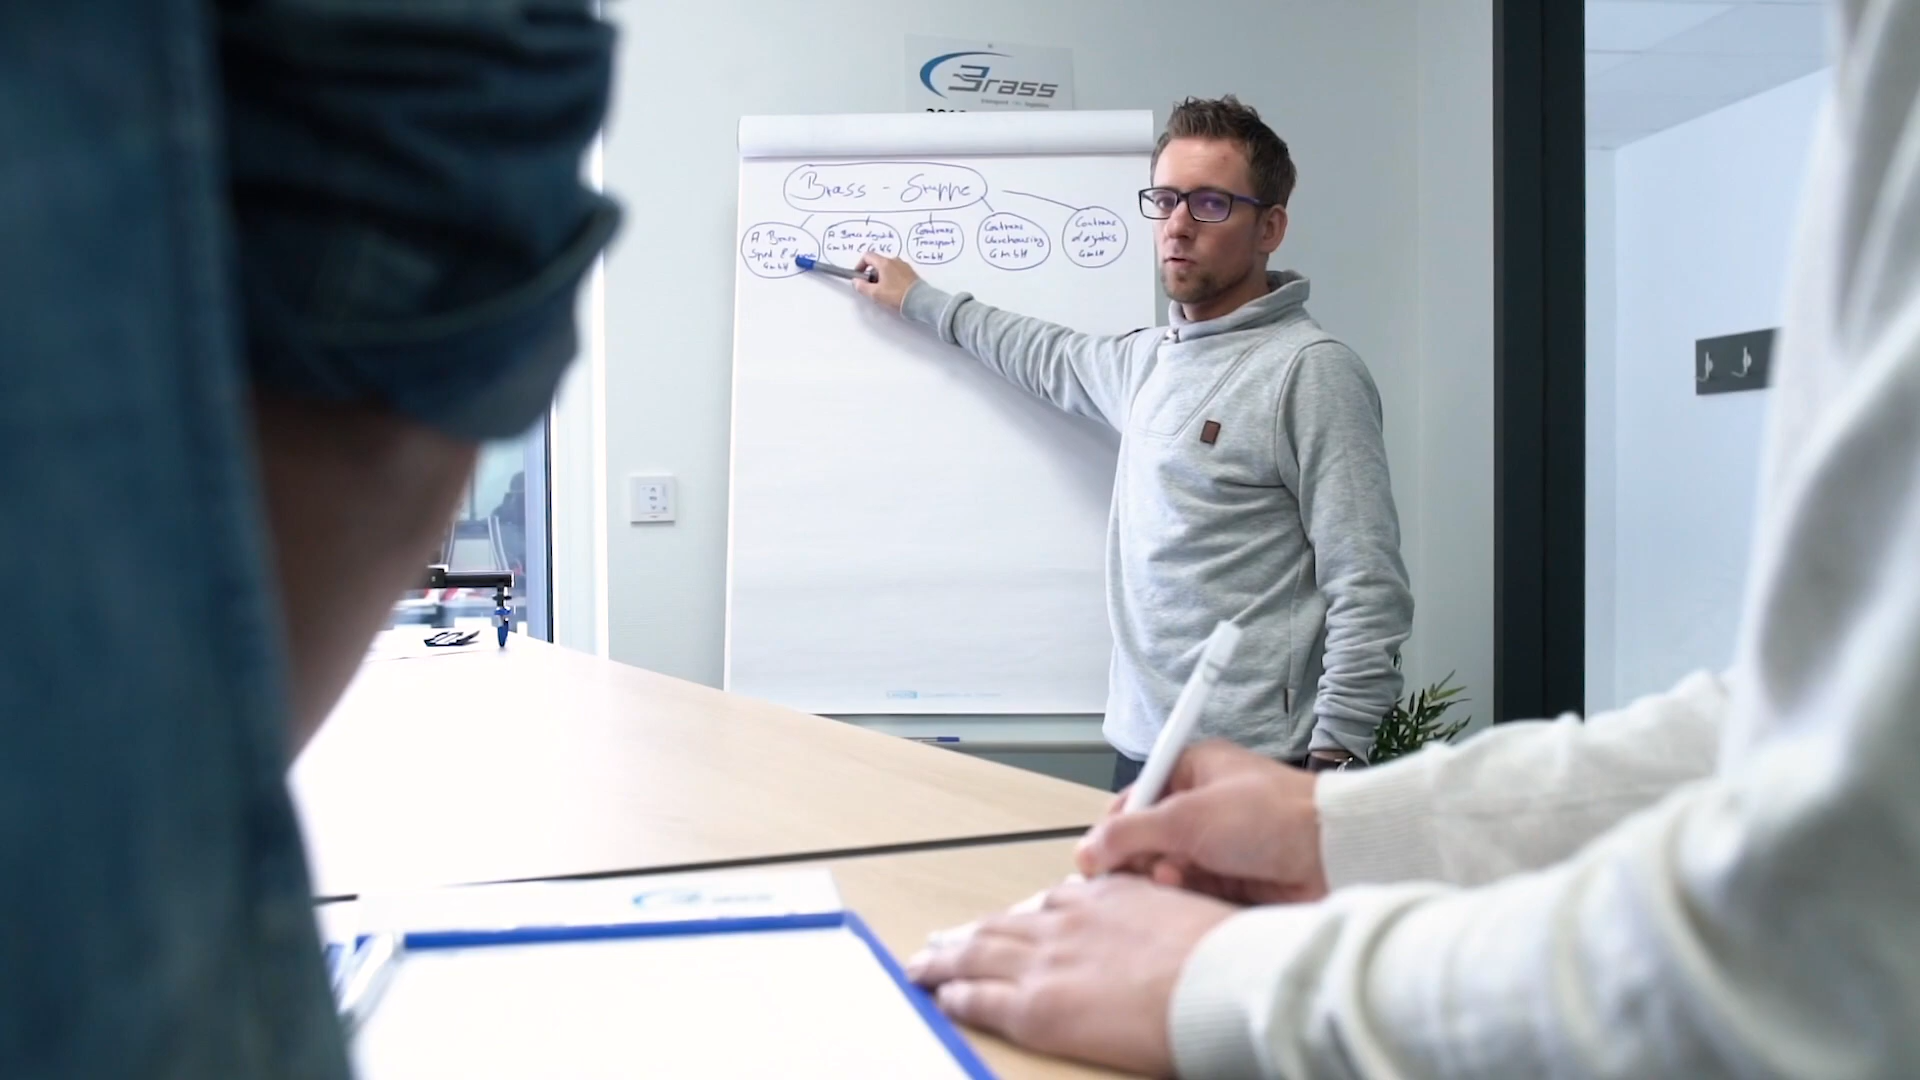 Brass
Brass - Gruppe
A. Brass
Sped &
GmbH
A. Brass Logistik
GmbH & Co KG
Contrans
Transport
GmbH
Contrans
Warehousing
GmbH
Contrans
Logistics
GmbH
Brass